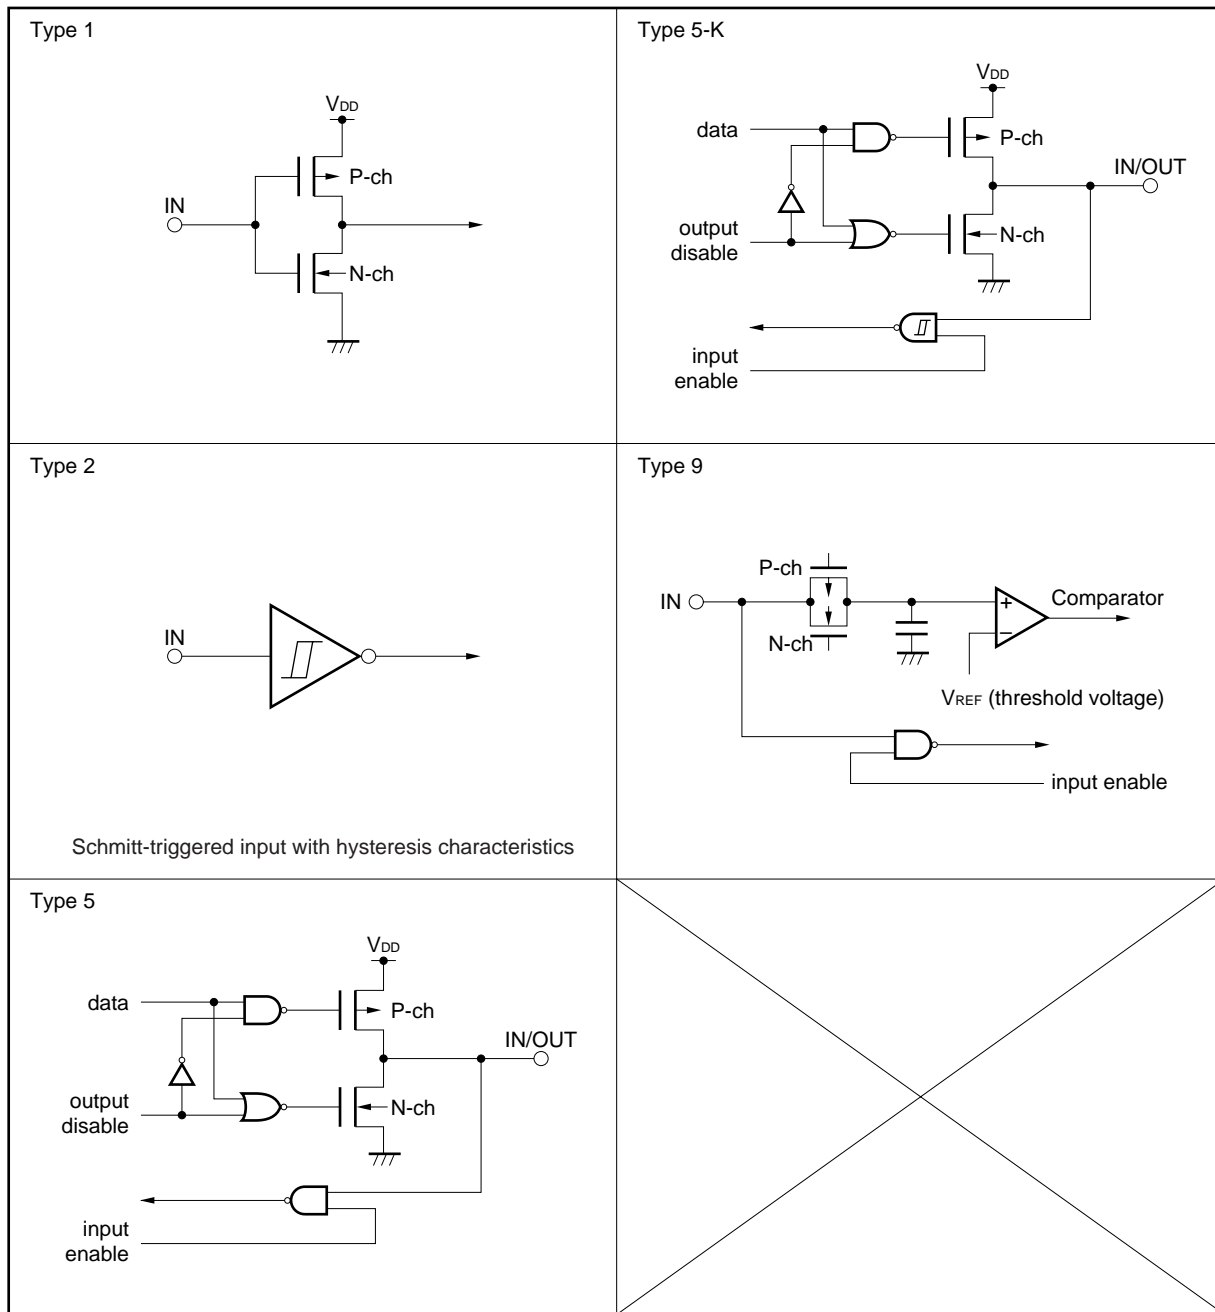 Type 1
VDD
P-ch
IN
N-ch
Type 5-K
VDD
data
P-ch
IN/OUT
output
disable
N-ch
input
enable
Type 2
IN
Schmitt-triggered input with hysteresis characteristics
Type 9
P-ch
IN
Comparator
+
−
N-ch
VREF (threshold voltage)
input enable
Type 5
VDD
data
P-ch
IN/OUT
output
disable
N-ch
input
enable